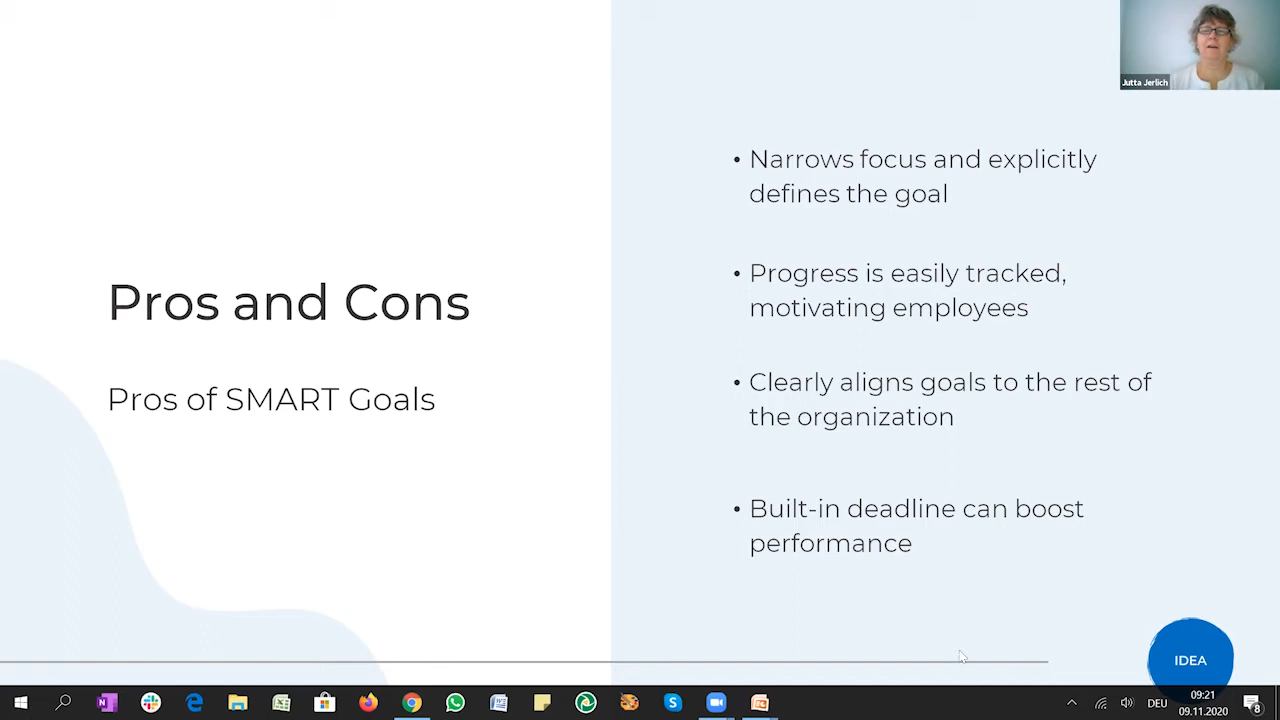 Jutta Jerlich
Pros and Cons
Pros of SMART Goals
• Narrows focus and explicitly
defines the goal
• Progress is easily tracked,
motivating employees
• Clearly aligns goals to the rest of
the organization
• Built-in deadline can boost
performance
IDEA
DEU
09:21
09.11.2020
8